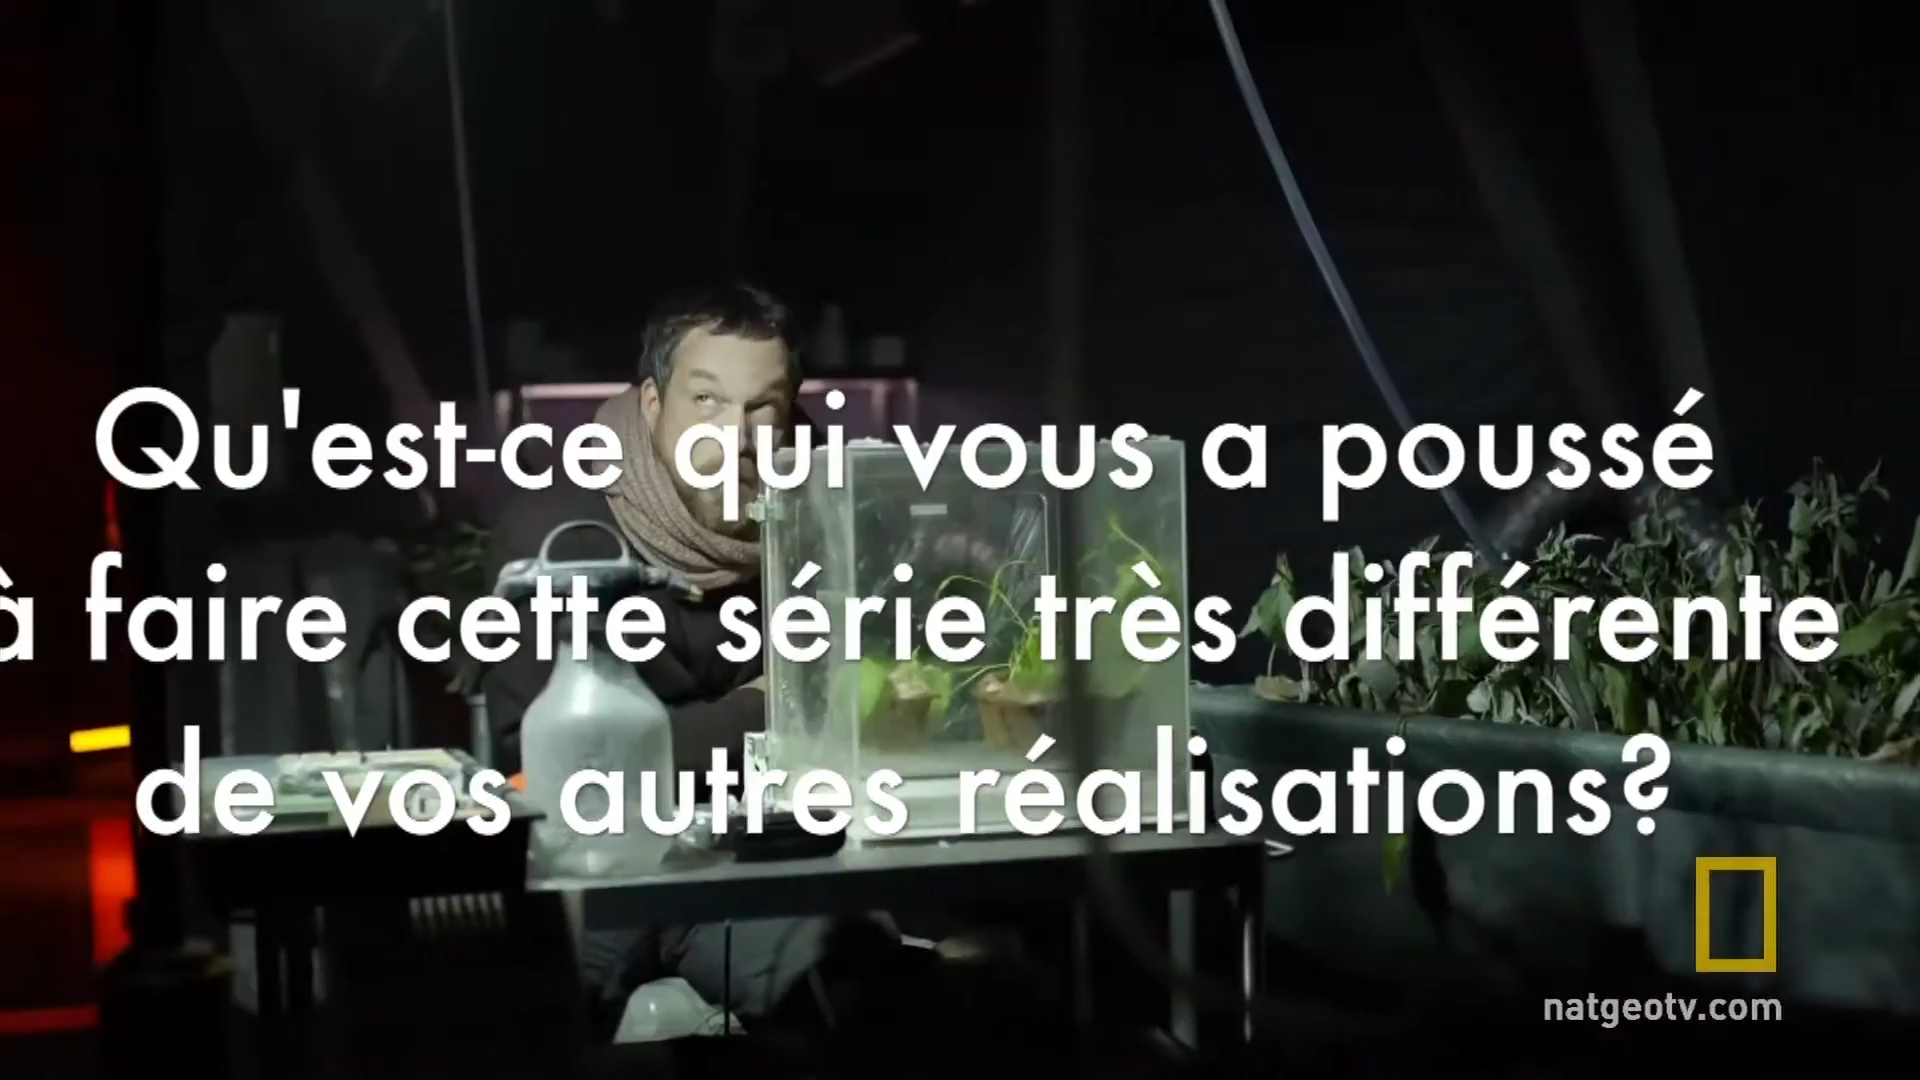 Qu'est-ce qui vous a poussé
à faire cette série très différente
de vos autres réalisations?
natgeotv.com